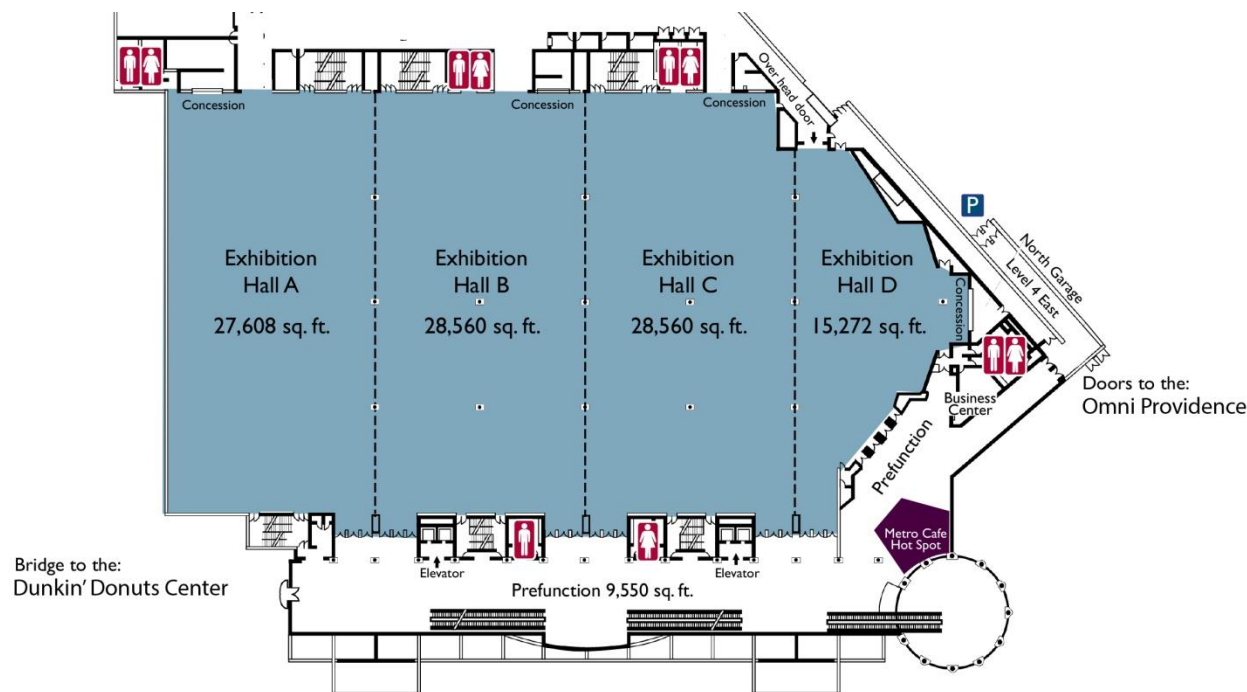 Concession
Concession
Concession
Over head door
P
North Garage
Level 4 East
Exhibition
Hall A
27,608 sq. ft.
Exhibition
Hall B
28,560 sq. ft.
Exhibition
Hall C
28,560 sq. ft.
Exhibition
Hall D
15,272 sq. ft.
Concession
Business
Center
Doors to the:
Omni Providence
Prefunction
Metro Cafe
Hot Spot
Bridge to the:
Dunkin' Donuts Center
Elevator
Elevator
Prefunction 9,550 sq. ft.